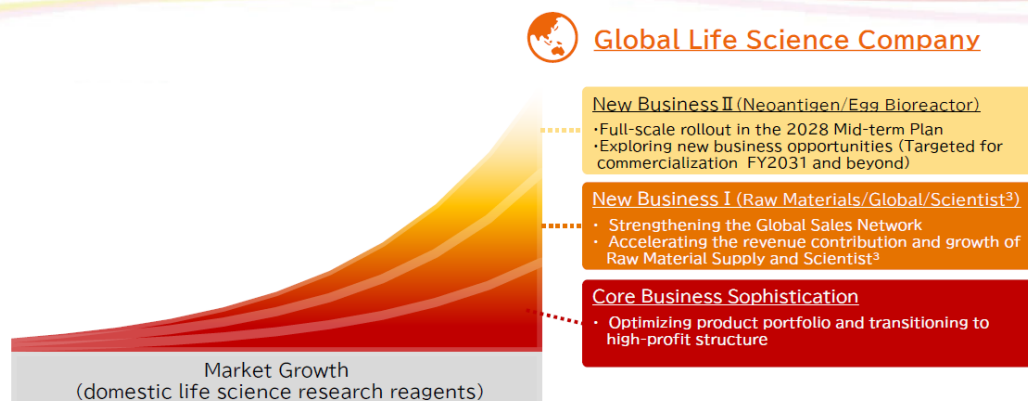 Global Life Science Company
New Business Ⅱ (Neoantigen/Egg Bioreactor)
・Full-scale rollout in the 2028 Mid-term Plan
・Exploring new business opportunities (Targeted for
commercialization FY2031 and beyond)
New Business Ⅰ (Raw Materials/Global/Scientist³)
・ Strengthening the Global Sales Network
・ Accelerating the revenue contribution and growth of
Raw Material Supply and Scientist³
Core Business Sophistication
・ Optimizing product portfolio and transitioning to
high-profit structure
Market Growth
(domestic life science research reagents)